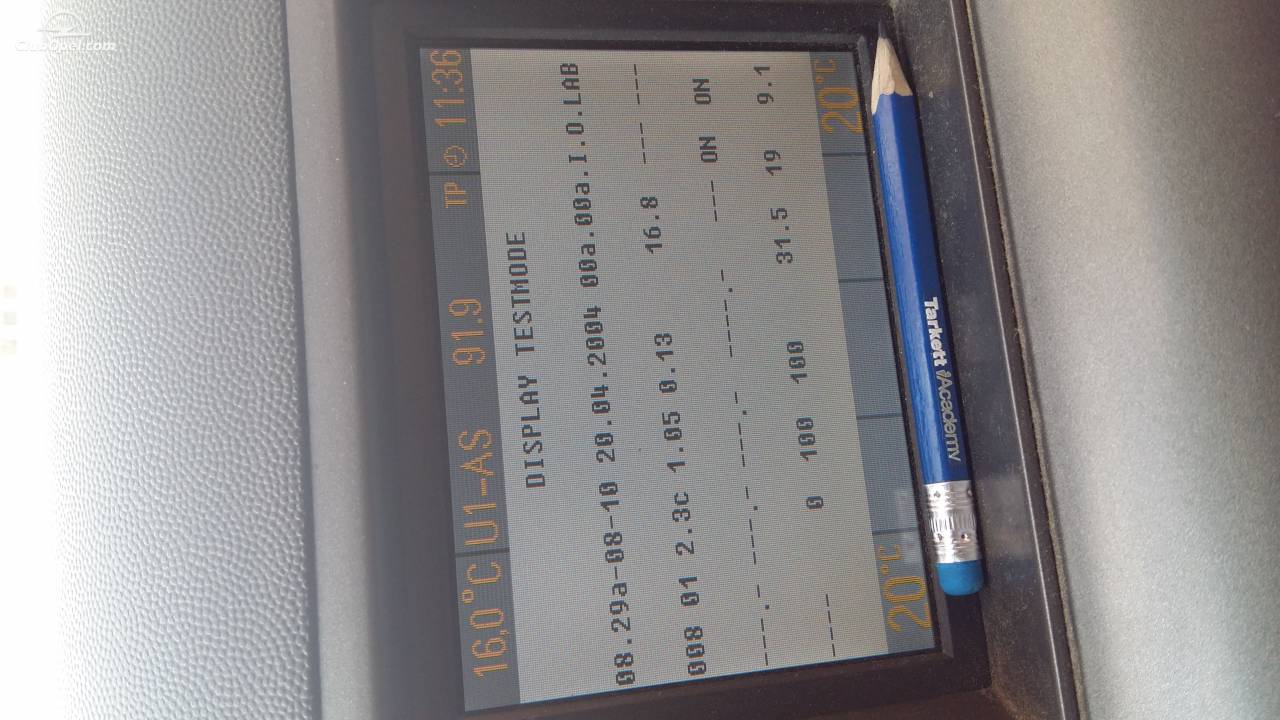 ClubOpel.com
16,0°C U1-AS 91.9 TP 11:36
DISPLAY TESTMODE
08.29a-08-10 20.04.2004 00a.00a.I.O.LAB
008 01 2.3c 1.05 0.13 16.8 --- ---
---.- ---.- ---.- ----.- --- ON ON
---- 0 100 100 31.5 19 9.1
20°C 20°C
Tarkett Academy